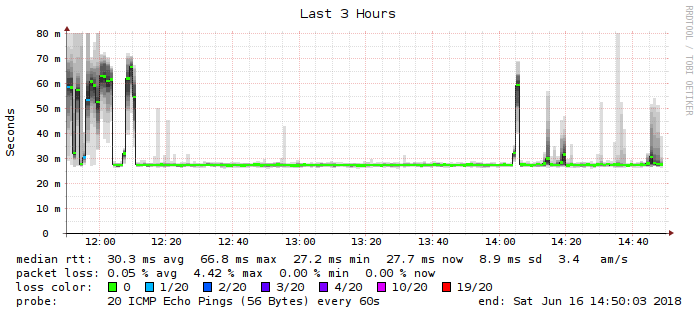 Last 3 Hours
RRDTOOL / TOBI OETIKER
Seconds
80 m
70 m
60 m
50 m
40 m
30 m
20 m
10 m
0
12:00 12:20 12:40 13:00 13:20 13:40 14:00 14:20 14:40
median rtt: 30.3 ms avg 66.8 ms max 27.2 ms min 27.7 ms now 8.9 ms sd 3.4 am/s
packet loss: 0.05 % avg 4.42 % max 0.00 % min 0.00 % now
loss color: 0 1/20 2/20 3/20 4/20 10/20 19/20
probe: 20 ICMP Echo Pings (56 Bytes) every 60s end: Sat Jun 16 14:50:03 2018